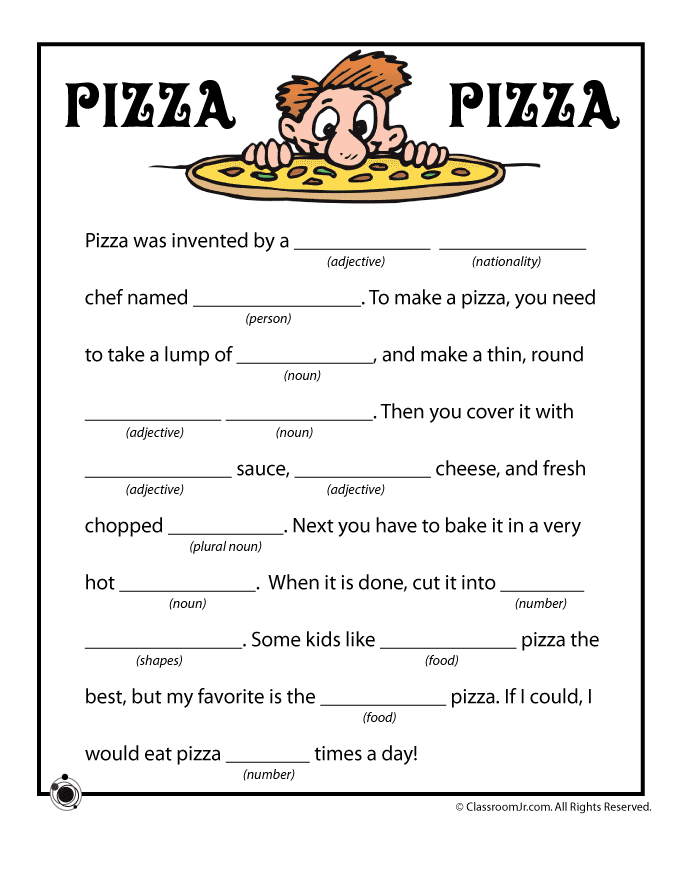 PIZZA PIZZA
Pizza was invented by a ______________ _______________
(adjective) (nationality)
chef named _________________. To make a pizza, you need
(person)
to take a lump of ______________, and make a thin, round
(noun)
______________ _______________. Then you cover it with
(adjective) (noun)
_______________ sauce, ______________ cheese, and fresh
(adjective) (adjective)
chopped ____________. Next you have to bake it in a very
(plural noun)
hot ______________. When it is done, cut it into _________
(noun) (number)
________________. Some kids like ______________ pizza the
(shapes) (food)
best, but my favorite is the _____________ pizza. If I could, I
(food)
would eat pizza _________ times a day!
(number)
© ClassroomJr.com. All Rights Reserved.